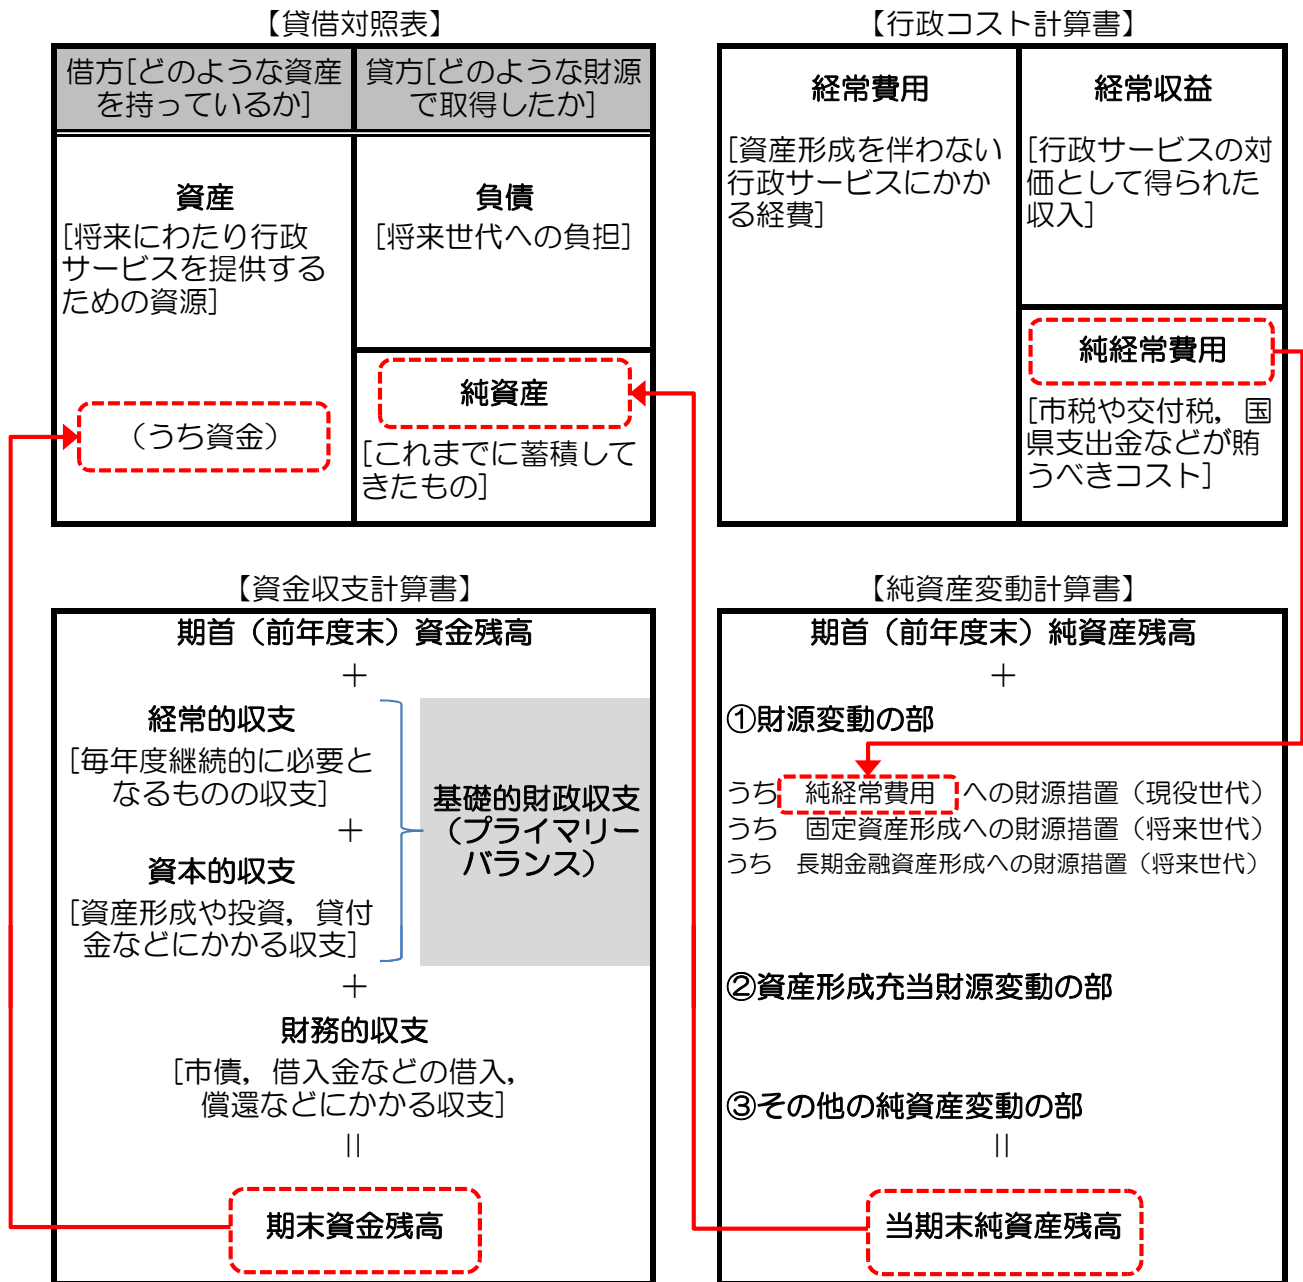 【貸借対照表】
借方[どのような資産
を持っているか]
貸方[どのような財源
で取得したか]
資産
[将来にわたり行政
サービスを提供する
ための資源]
（うち資金）
負債
[将来世代への負担]
純資産
[これまでに蓄積して
きたもの]
【行政コスト計算書】
経常費用
[資産形成を伴わない
行政サービスにかか
る経費]
経常収益
[行政サービスの対
価として得られた
収入]
純経常費用
[市税や交付税，国
県支出金などが賄
うべきコスト]
【資金収支計算書】
期首（前年度末）資金残高
＋
経常的収支
[毎年度継続的に必要と
なるものの収支]
＋
資本的収支
[資産形成や投資，貸付
金などにかかる収支]
基礎的財政収支
（プライマリー
バランス）
＋
財務的収支
[市債，借入金などの借入，
償還などにかかる収支]
＝
期末資金残高
【純資産変動計算書】
期首（前年度末）純資産残高
＋
①財源変動の部
うち　純経常費用　への財源措置（現役世代）
うち　固定資産形成への財源措置（将来世代）
うち　長期金融資産形成への財源措置（将来世代）
②資産形成充当財源変動の部
③その他の純資産変動の部
＝
当期末純資産残高